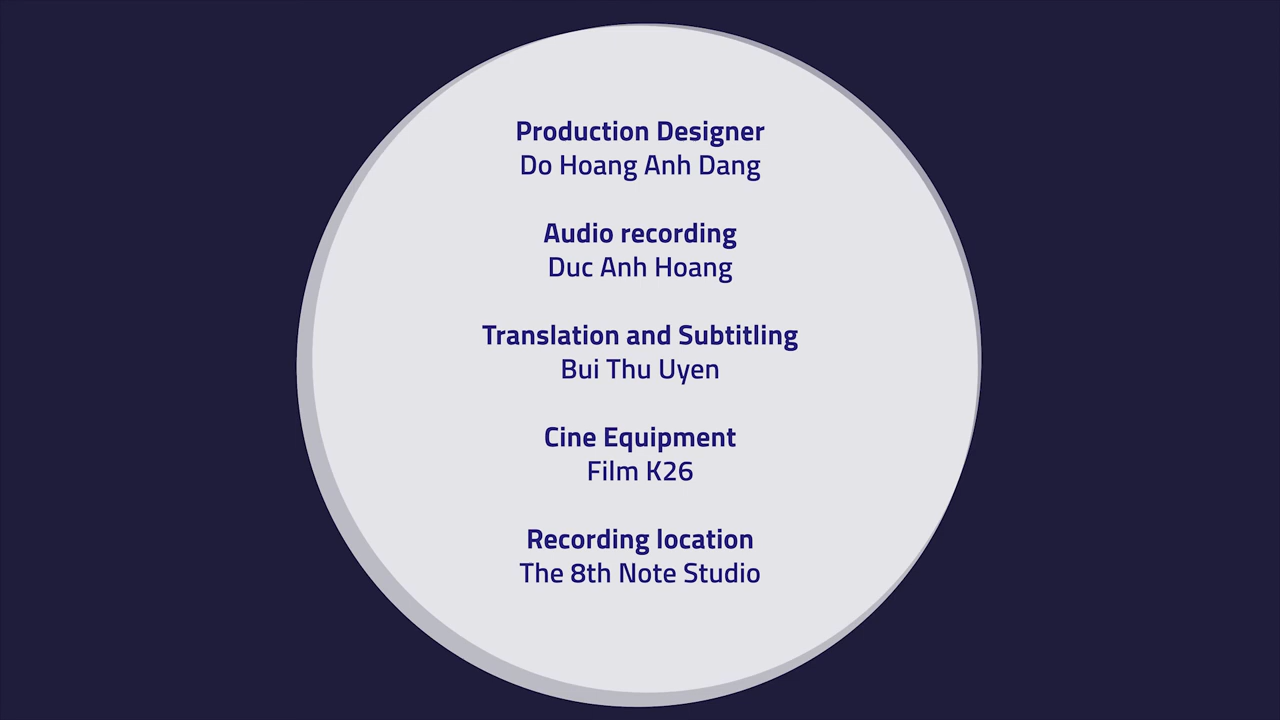 Production Designer
Do Hoang Anh Dang
Audio recording
Duc Anh Hoang
Translation and Subtitling
Bui Thu Uyen
Cine Equipment
Film K26
Recording location
The 8th Note Studio